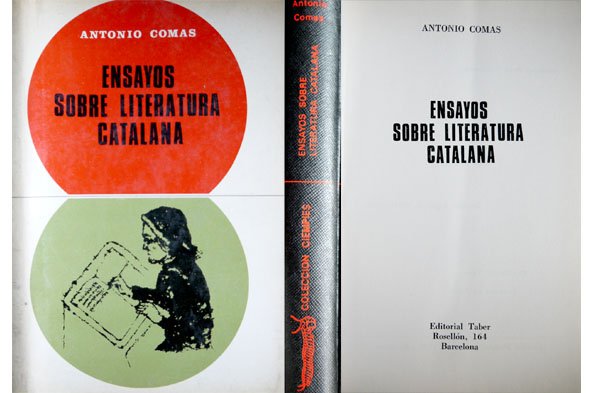 ANTONIO COMAS
ENSAYOS
SOBRE LITERATURA
CATALANA
Antonio
Comas
ENSAYOS SOBRE
LITERATURA CATALANA
COLECCION CIEMPIES
ANTONIO COMAS
ENSAYOS
SOBRE LITERATURA
CATALANA
Editorial Taber
Rosellón, 164
Barcelona